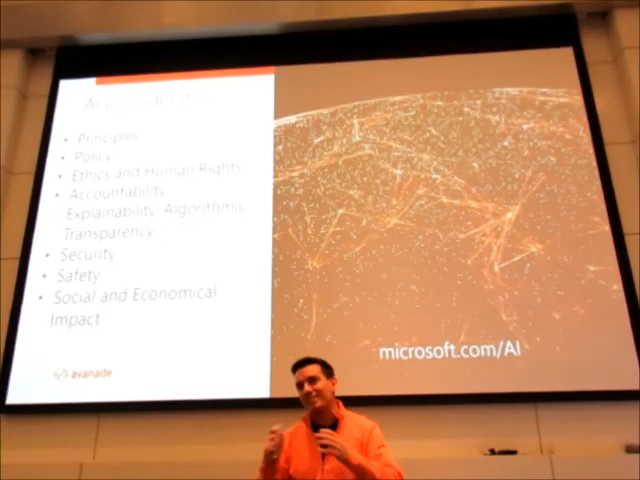 AI
• Principles
• Policy
• Ethics and Human Rights
• Accountability
Explainability Algorithmic
Transparency
• Security
• Safety
• Social and Economical
Impact
avanade
microsoft.com/AI